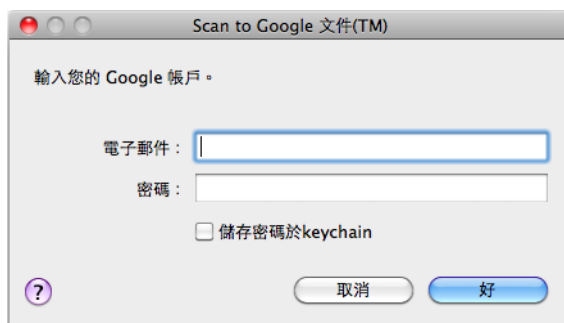 Scan to Google 文件(TM)
輸入您的 Google 帳戶。
電子郵件：
密碼：
儲存密碼於keychain
?
取消
好